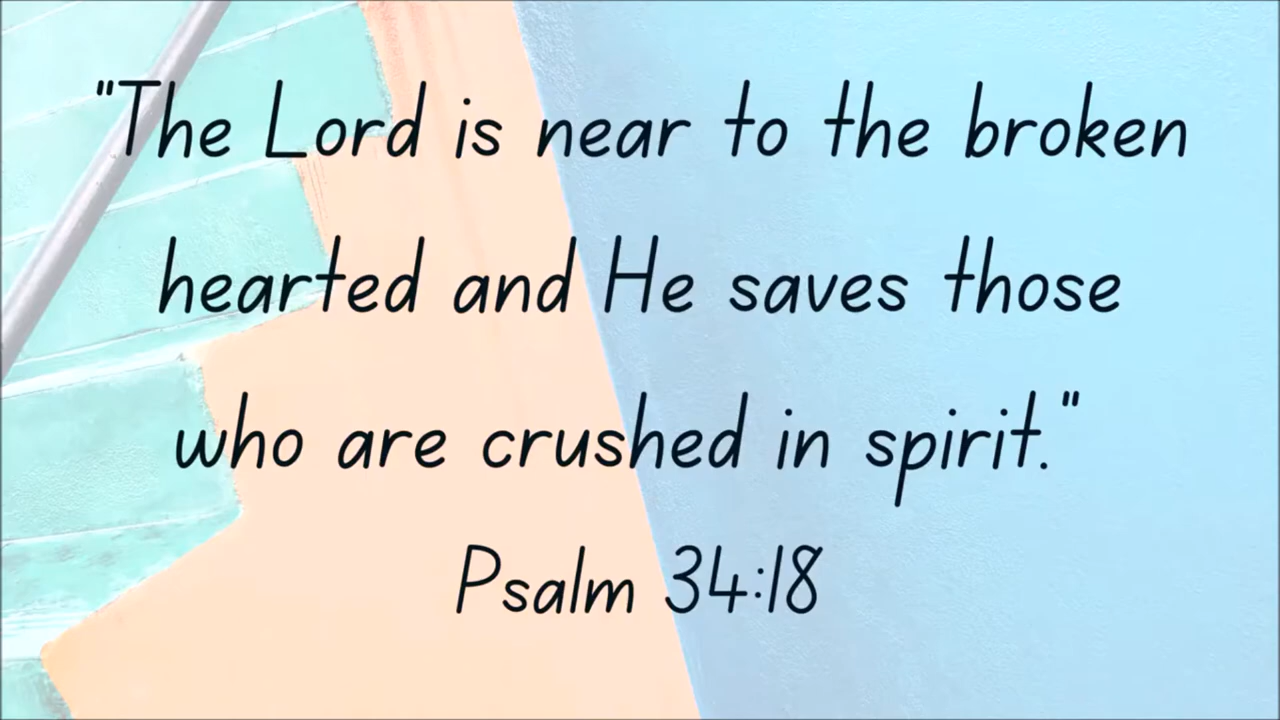 "The Lord is near to the broken
hearted and He saves those
who are crushed in spirit."
Psalm 34:18